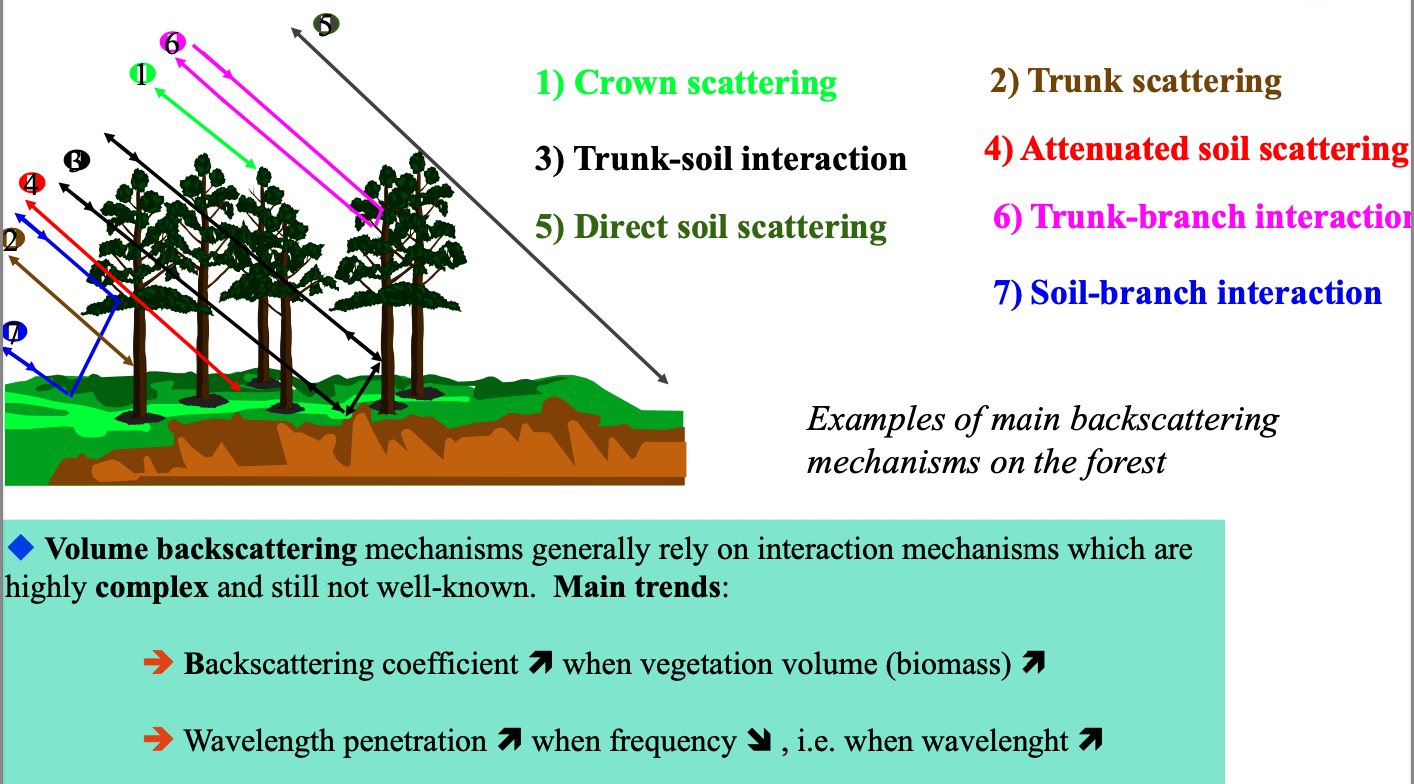 5
6
1
3
4
2
7
1) Crown scattering
2) Trunk scattering
3) Trunk-soil interaction
4) Attenuated soil scattering
5) Direct soil scattering
6) Trunk-branch interaction
7) Soil-branch interaction
Examples of main backscattering
mechanisms on the forest
Volume backscattering mechanisms generally rely on interaction mechanisms which are
highly complex and still not well-known. Main trends:
➔ Backscattering coefficient ⬈ when vegetation volume (biomass) ⬈
➔ Wavelength penetration ⬈ when frequency ⬊ , i.e. when wavelenght ⬈